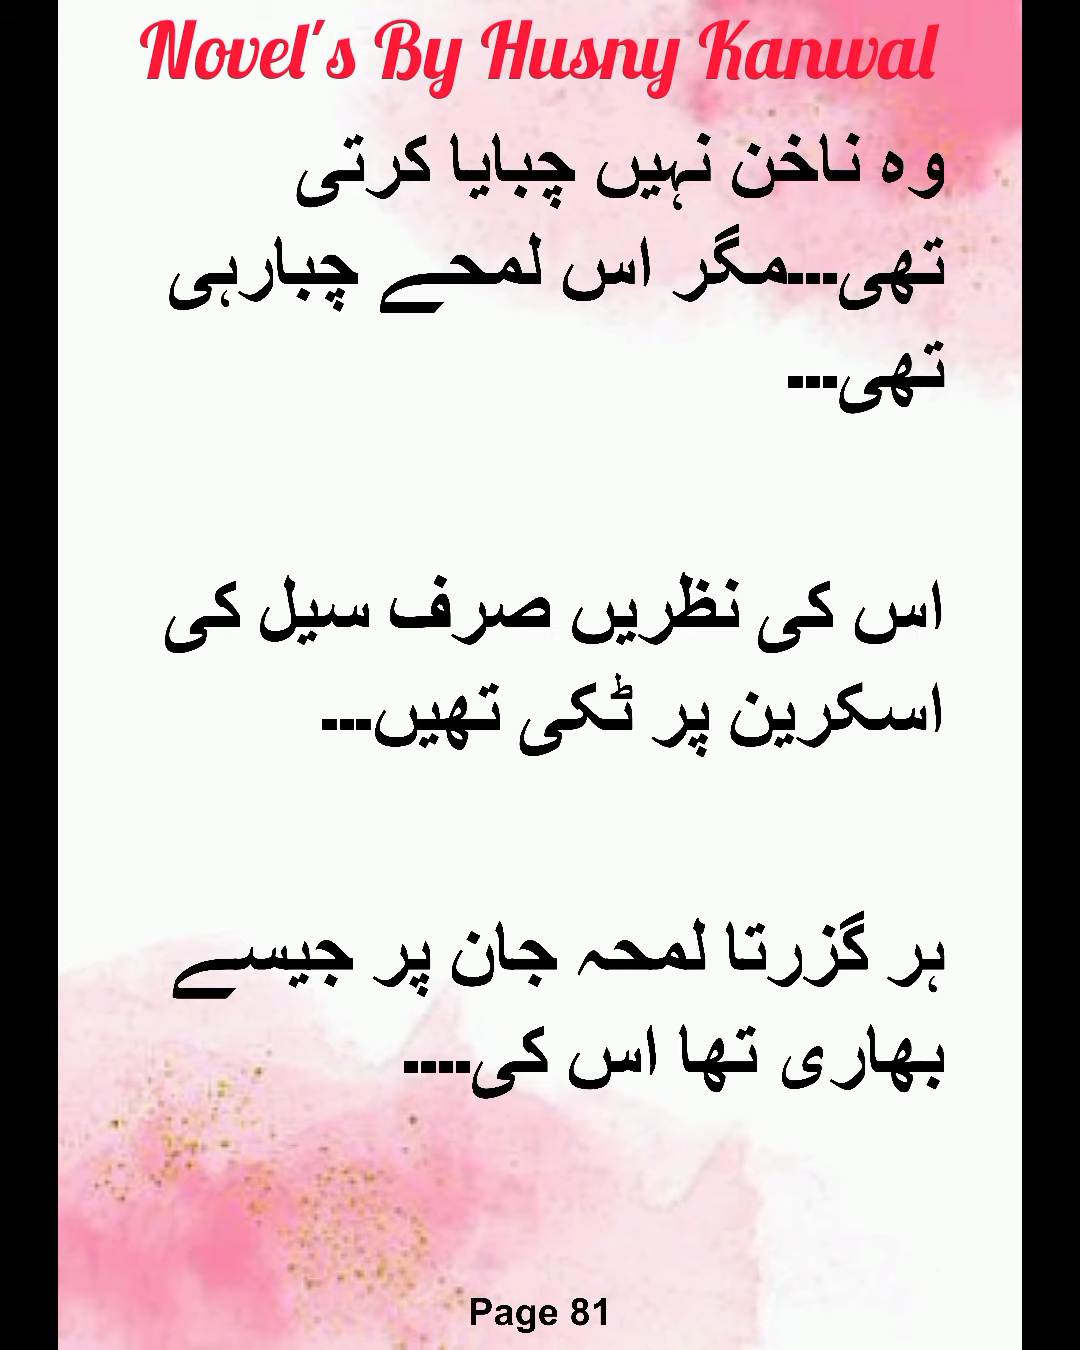 Novel's By Husny Kanwal
وہ ناخن نہیں چبایا کرتی
تھی...مگر اس لمحے چبارہی
تھی...
اس کی نظریں صرف سیل کی
اسکرین پر ٹکی تھیں...
ہر گزرتا لمحہ جان پر جیسے
بھاری تھا اس کی....
Page 81